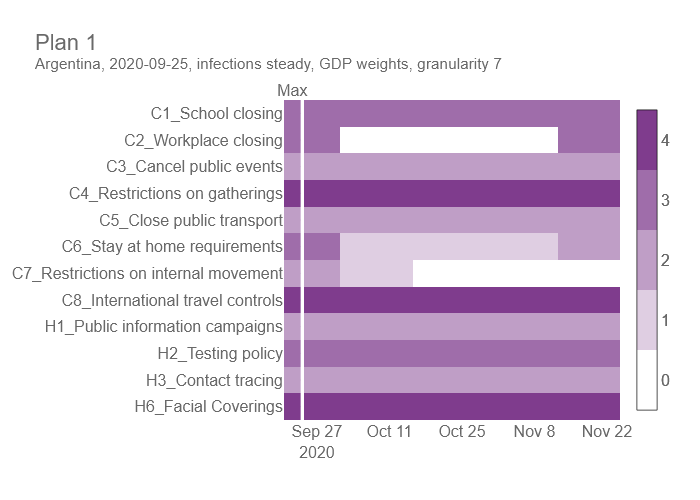 Plan 1
Argentina, 2020-09-25, infections steady, GDP weights, granularity 7
Max
C1_School closing
C2_Workplace closing
C3_Cancel public events
C4_Restrictions on gatherings
C5_Close public transport
C6_Stay at home requirements
C7_Restrictions on internal movement
C8_International travel controls
H1_Public information campaigns
H2_Testing policy
H3_Contact tracing
H6_Facial Coverings
4
3
2
1
0
Sep 27 Oct 11 Oct 25 Nov 8 Nov 22
2020